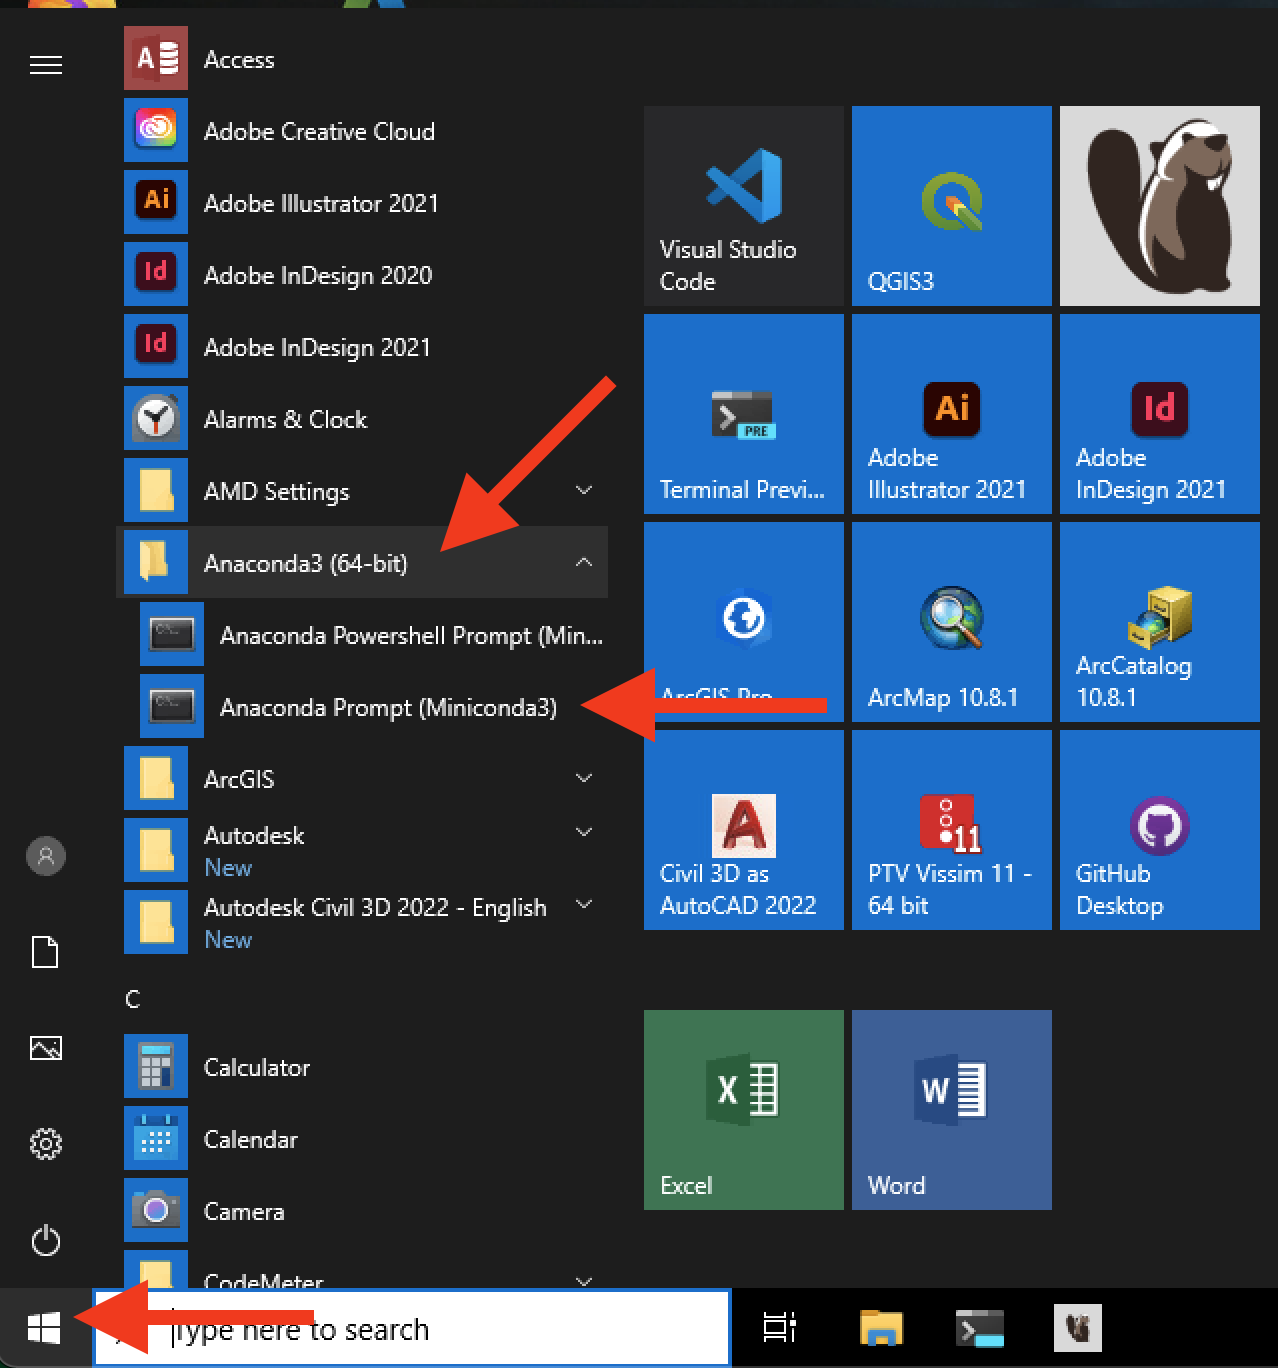 Access
Adobe Creative Cloud
Adobe Illustrator 2021
Adobe InDesign 2020
Adobe InDesign 2021
Alarms & Clock
AMD Settings
Anaconda3 (64-bit)
Anaconda Powershell Prompt (Min...
Anaconda Prompt (Miniconda3)
ArcGIS
Autodesk
New
Autodesk Civil 3D 2022 - English
New
C
Calculator
Calendar
Camera
CodeMeter
Visual Studio
Code
QGIS3
PRE
Terminal Previ...
Ai
Adobe
Illustrator 2021
Id
Adobe
InDesign 2021
ArcGIS Pro
ArcMap 10.8.1
ArcCatalog
10.8.1
Civil 3D as
AutoCAD 2022
11
PTV Vissim 11 -
64 bit
GitHub
Desktop
Excel
Word
Type here to search